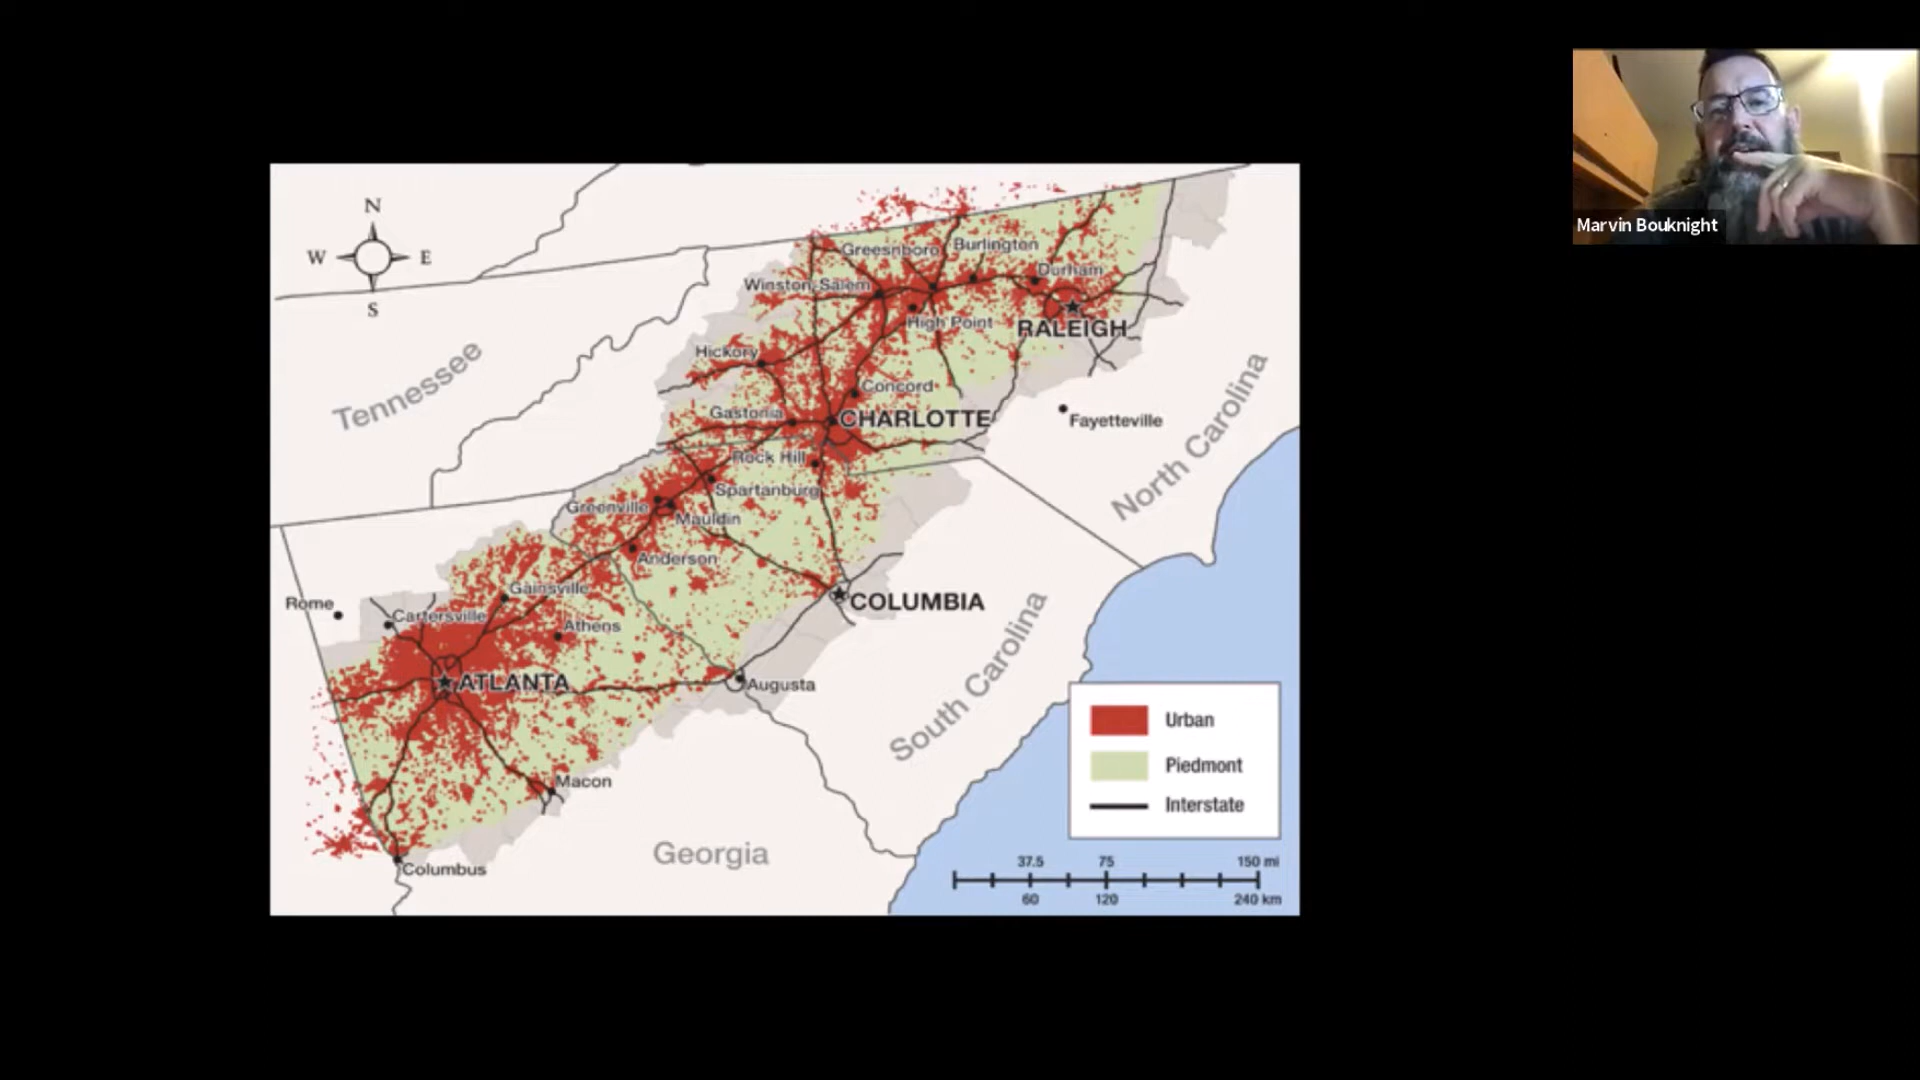 Marvin Bouknight
N
W
E
S
Greesnboro
Burlington
Winston-Salem
Durham
High Point
RALEIGH
Hickory
Tennessee
Concord
Gastonia
CHARLOTTE
Fayetteville
North Carolina
Rock Hill
Spartanburg
Greenville
Mauldin
Anderson
Gainsville
Rome
Cartersville
COLUMBIA
Athens
ATLANTA
Augusta
South Carolina
Urban
Piedmont
Interstate
Macon
Georgia
Columbus
37.5 75 150 mi
60 120 240 km